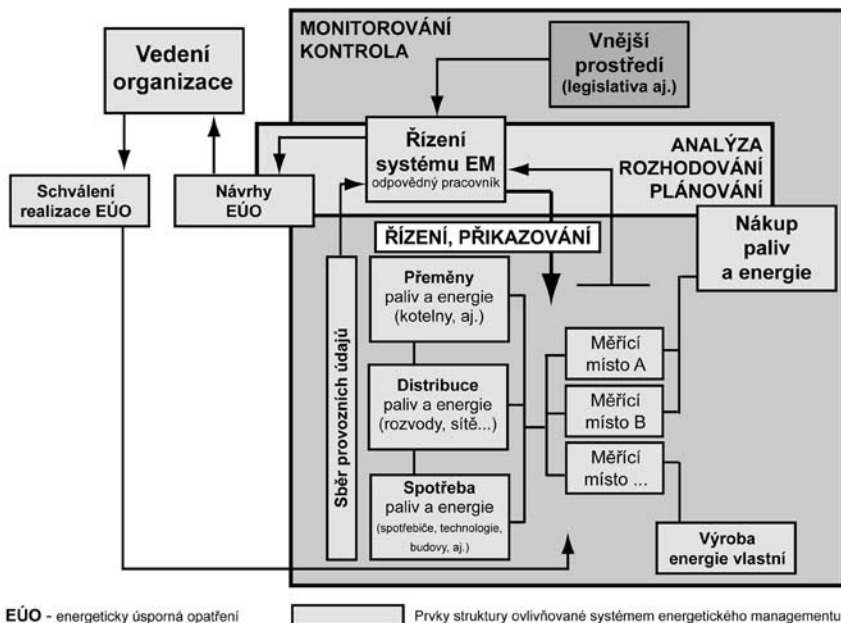 MONITOROVÁNÍ
KONTROLA
Vedení
organizace
Vnější
prostředí
(legislativa aj.)
Řízení
systému EM
odpovědný pracovník
ANALÝZA
ROZHODOVÁNÍ
PLÁNOVÁNÍ
Schválení
realizace EÚO
Návrhy
EÚO
Nákup
paliv
a energie
ŘÍZENÍ, PŘIKAZOVÁNÍ
Sběr provozních údajů
Přeměny
paliv a energie
(kotelny, aj.)
Distribuce
paliv a energie
(rozvody, sítě...)
Spotřeba
paliv a energie
(spotřebiče, technologie,
budovy, aj.)
Měřící
místo A
Měřící
místo B
Měřící
místo ...
Výroba
energie vlastní
EÚO - energeticky úsporná opatření
Prvky struktury ovlivňované systémem energetického managementu